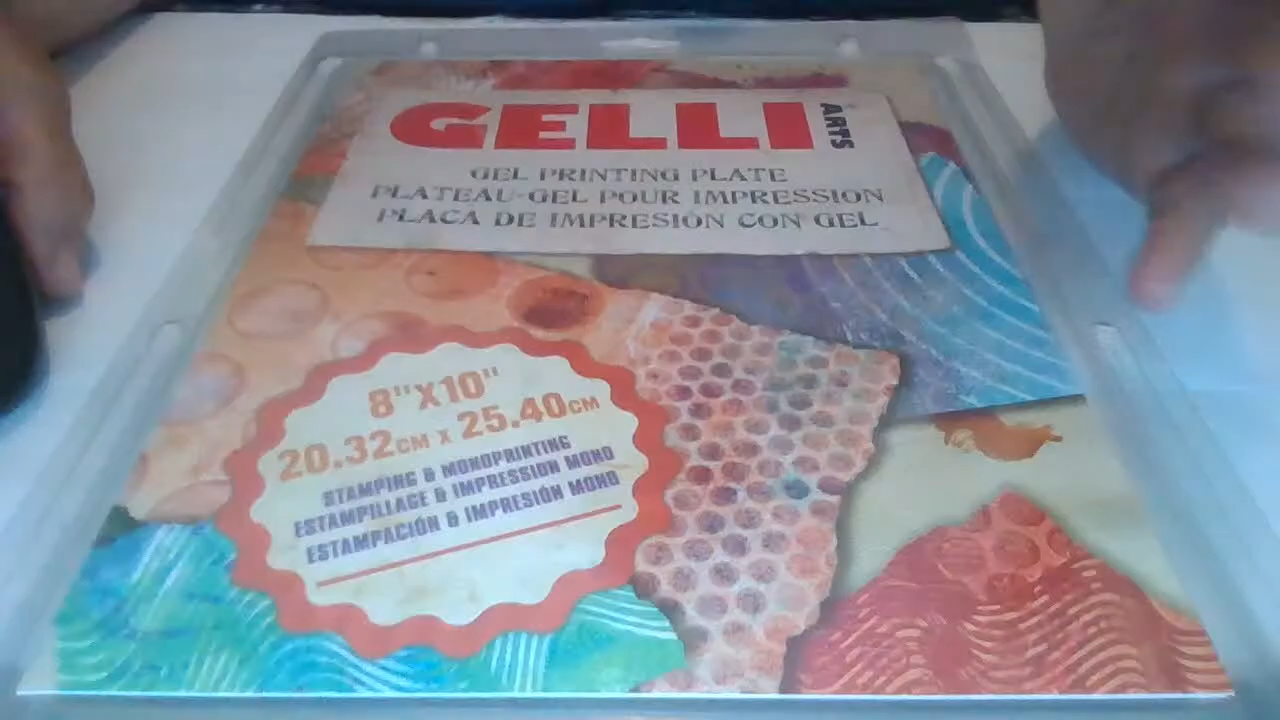 GELLI ARTS
GEL PRINTING PLATE
PLATEAU-GEL POUR IMPRESSION
PLACA DE IMPRESIÓN CON GEL
8"X10"
20.32CM X 25.40CM
STAMPING & MONOPRINTING
ESTAMPILLAGE & IMPRESSION MONO
ESTAMPACIÓN & IMPRESIÓN MONO